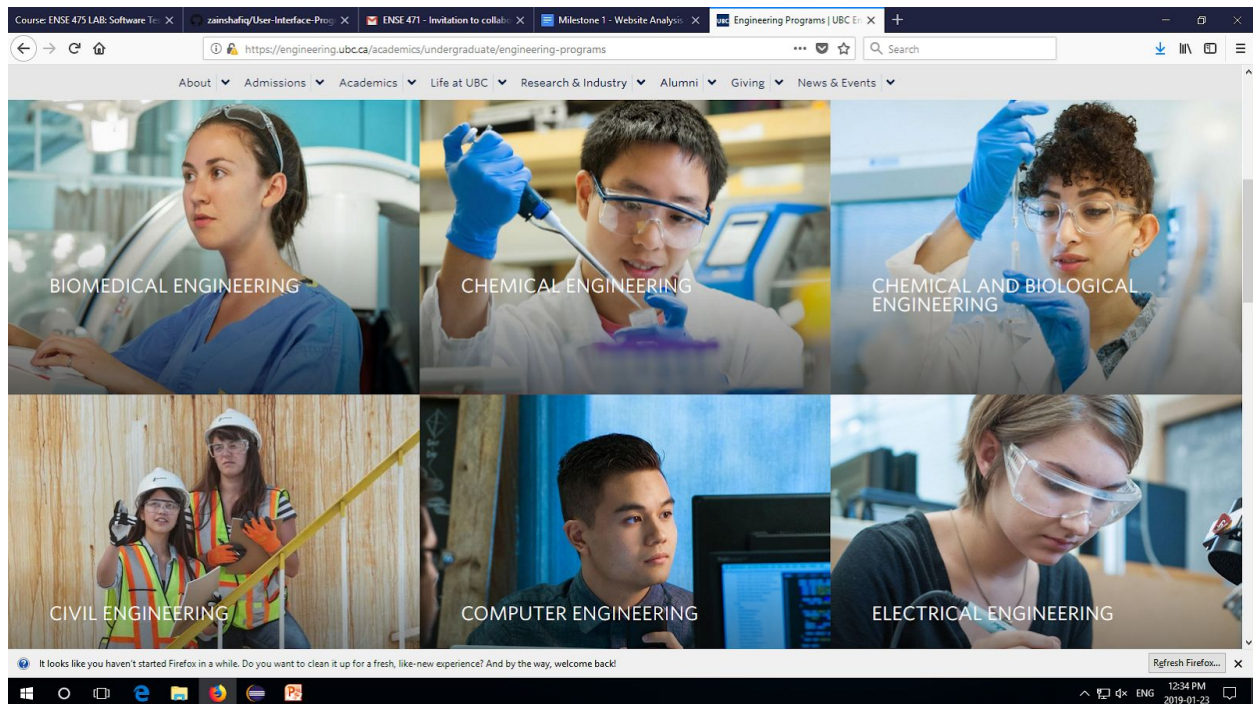 Course: ENSE 475 LAB: Software Te
zainshafiq/User-Interface-Prog
ENSE 471 - Invitation to collabo
Milestone 1 - Website Analysis
UBC
Engineering Programs | UBC En
https://engineering.ubc.ca/academics/undergraduate/engineering-programs
Search
About
Admissions
Academics
Life at UBC
Research & Industry
Alumni
Giving
News & Events
BIOMEDICAL ENGINEERING
CHEMICAL ENGINEERING
CHEMICAL AND BIOLOGICAL
ENGINEERING
CIVIL ENGINEERING
COMPUTER ENGINEERING
ELECTRICAL ENGINEERING
It looks like you haven't started Firefox in a while. Do you want to clean it up for a fresh, like-new experience? And by the way, welcome back!
Refresh Firefox...
ENG
12:34 PM
2019-01-23